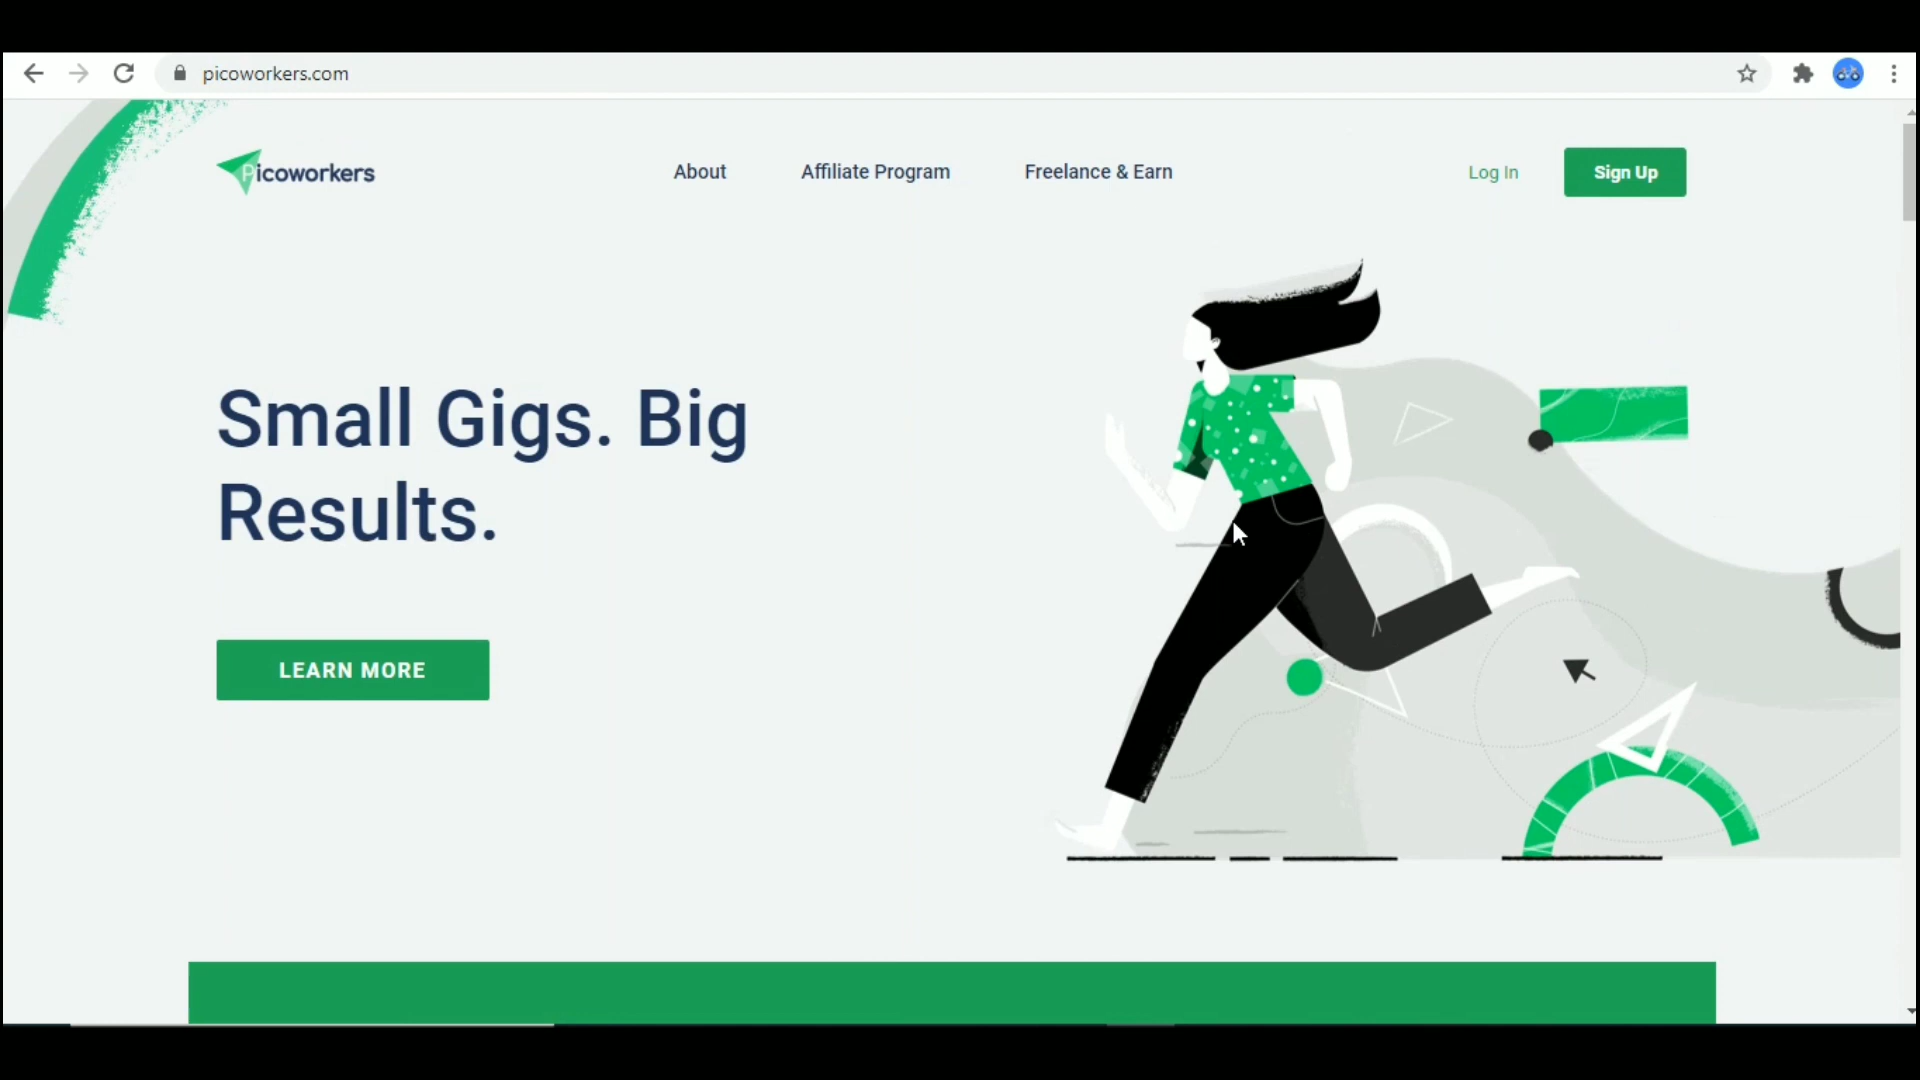 picoworkers.com
Picoworkers
About
Affiliate Program
Freelance & Earn
Log In
Sign Up
Small Gigs. Big
Results.
LEARN MORE